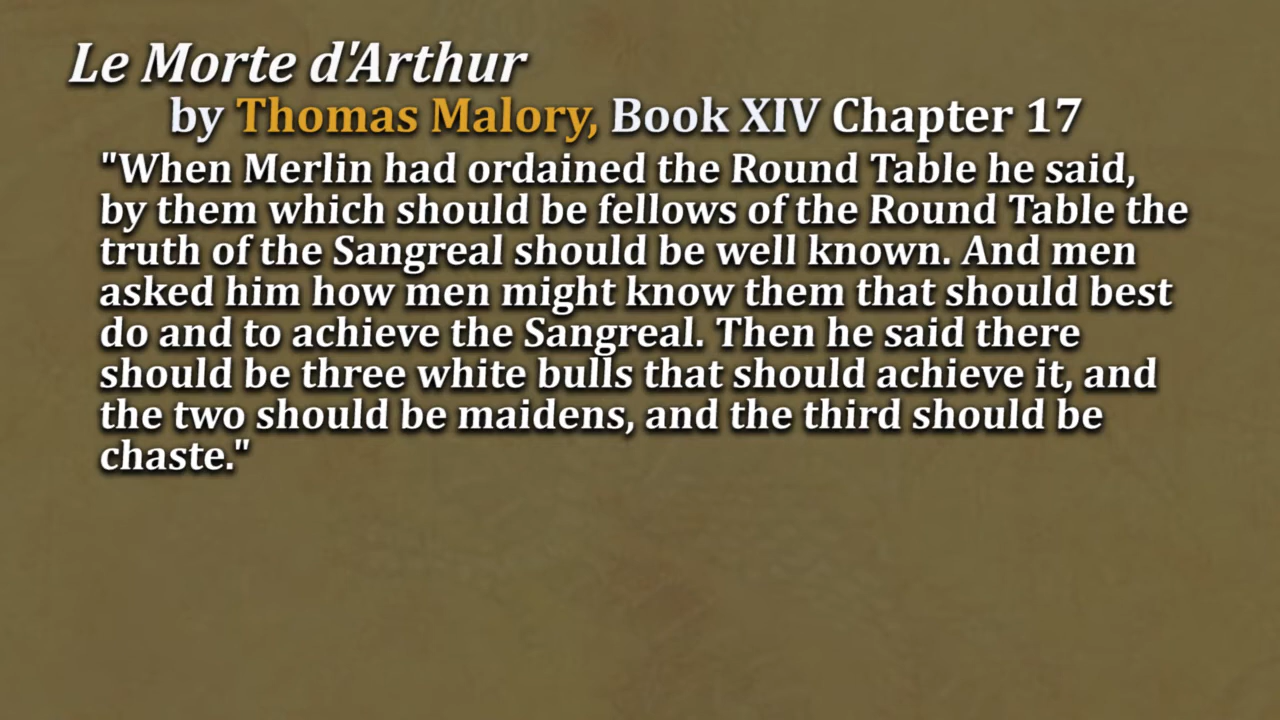 Le Morte d'Arthur
by Thomas Malory, Book XIV Chapter 17
"When Merlin had ordained the Round Table he said,
by them which should be fellows of the Round Table the
truth of the Sangreal should be well known. And men
asked him how men might know them that should best
do and to achieve the Sangreal. Then he said there
should be three white bulls that should achieve it, and
the two should be maidens, and the third should be
chaste."